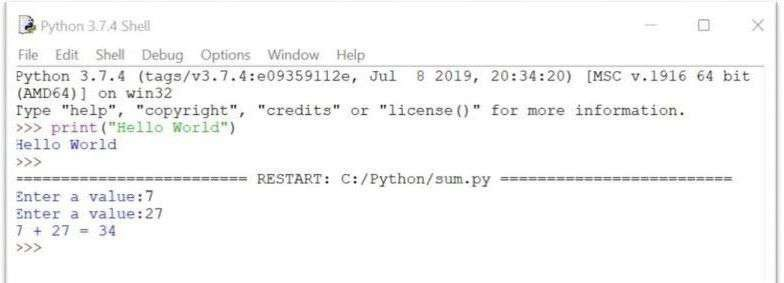 Python 3.7.4 Shell
File Edit Shell Debug Options Window Help
Python 3.7.4 (tags/v3.7.4:e09359112e, Jul  8 2019, 20:34:20) [MSC v.1916 64 bit
(AMD64)] on win32
Type "help", "copyright", "credits" or "license()" for more information.
>>> print("Hello World")
Hello World
>>>
========================= RESTART: C:/Python/sum.py =========================
Enter a value:7
Enter a value:27
7 + 27 = 34
>>>